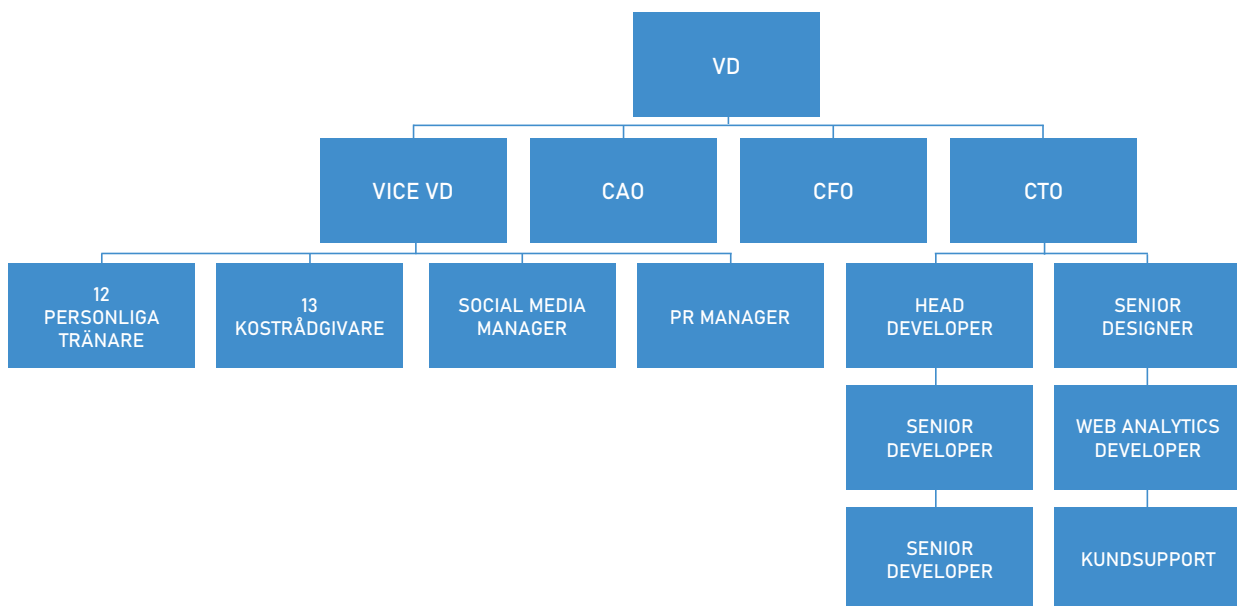 VD
VICE VD
CAO
CFO
CTO
12
PERSONLIGA
TRÄNARE
13
KOSTRÅDGIVARE
SOCIAL MEDIA
MANAGER
PR MANAGER
HEAD
DEVELOPER
SENIOR
DESIGNER
SENIOR
DEVELOPER
WEB ANALYTICS
DEVELOPER
SENIOR
DEVELOPER
KUNDSUPPORT